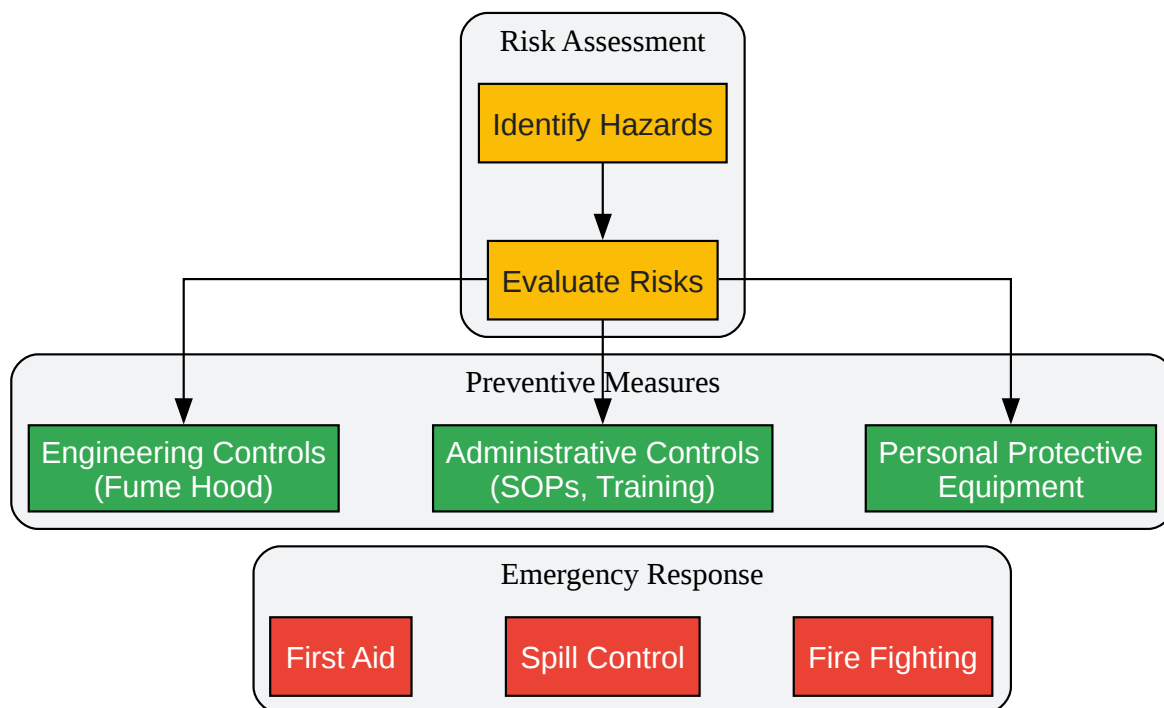 Risk Assessment
Identify Hazards
Evaluate Risks
Preventive Measures
Engineering Controls
(Fume Hood)
Administrative Controls
(SOPs, Training)
Personal Protective
Equipment
Emergency Response
First Aid
Spill Control
Fire Fighting